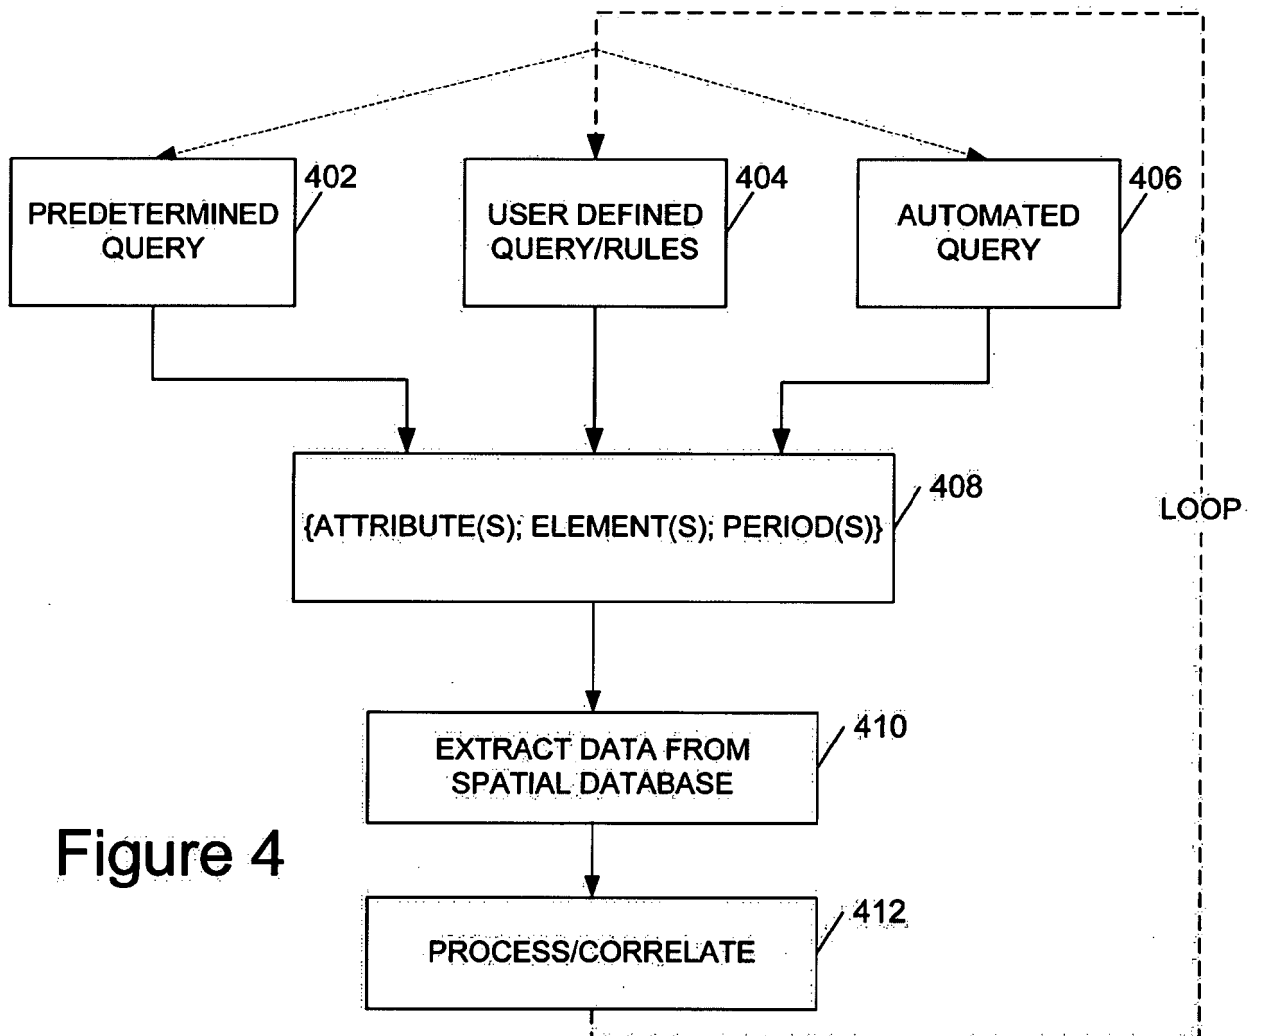 402
PREDETERMINED
QUERY
404
USER DEFINED
QUERY/RULES
406
AUTOMATED
QUERY
408
{ATTRIBUTE(S); ELEMENT(S); PERIOD(S)}
LOOP
410
EXTRACT DATA FROM
SPATIAL DATABASE
Figure 4
412
PROCESS/CORRELATE